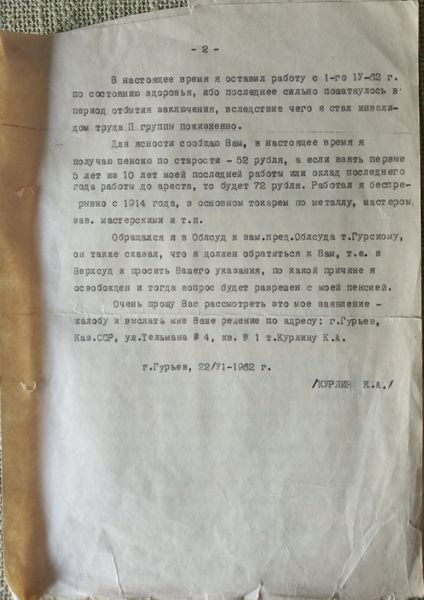 - 2 -
В настоящее время я оставил работу с 1-го 1У-62 г.
по состоянию здоровья, ибо последнее сильно пошатнулось в
период отбытия заключения, вследствие чего я стал инвали-
дом труда П группы пожизненно.
Для ясности сообщаю Вам, в настоящее время я
получаю пенсию по старости - 52 рубля, а если взять первые
5 лет из 10 лет моей последней работы или оклад последнего
года работы до ареста, то будет 72 рубля. Работал я беспре-
рывно с 1914 года, в основном токарем по металлу, мастером,
зав. мастерскими и т.п.
Обращался я в Облсуд к зам.пред.Облсуда т.Гурскому,
он также сказал, что я должен обратиться к Вам, т.е. в
Верхсуд и просить Вашего указания, по какой причине я
освобожден и тогда вопрос будет разрешен с моей пенсией.
Очень прошу Вас рассмотреть это мое заявление -
жалобу и выслать мне Ваше решение по адресу: г.Гурьев,
Каз.ССР, ул.Тельмана № 4, кв. № 1 т.Курлину К.А.
г.Гурьев, 22/У1-1962 г.
/КУРЛИН К.А./